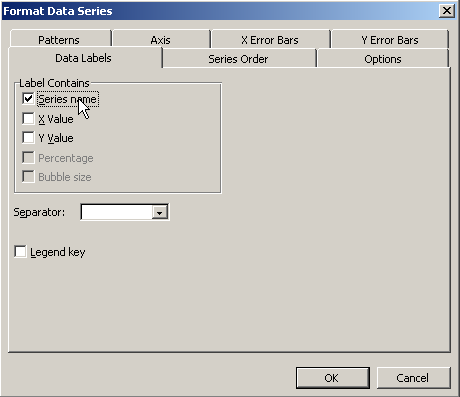 Format Data Series
Patterns Axis X Error Bars Y Error Bars
Data Labels Series Order Options
Label Contains
Series name
X Value
Y Value
Percentage
Bubble size
Separator:
Legend key
OK Cancel